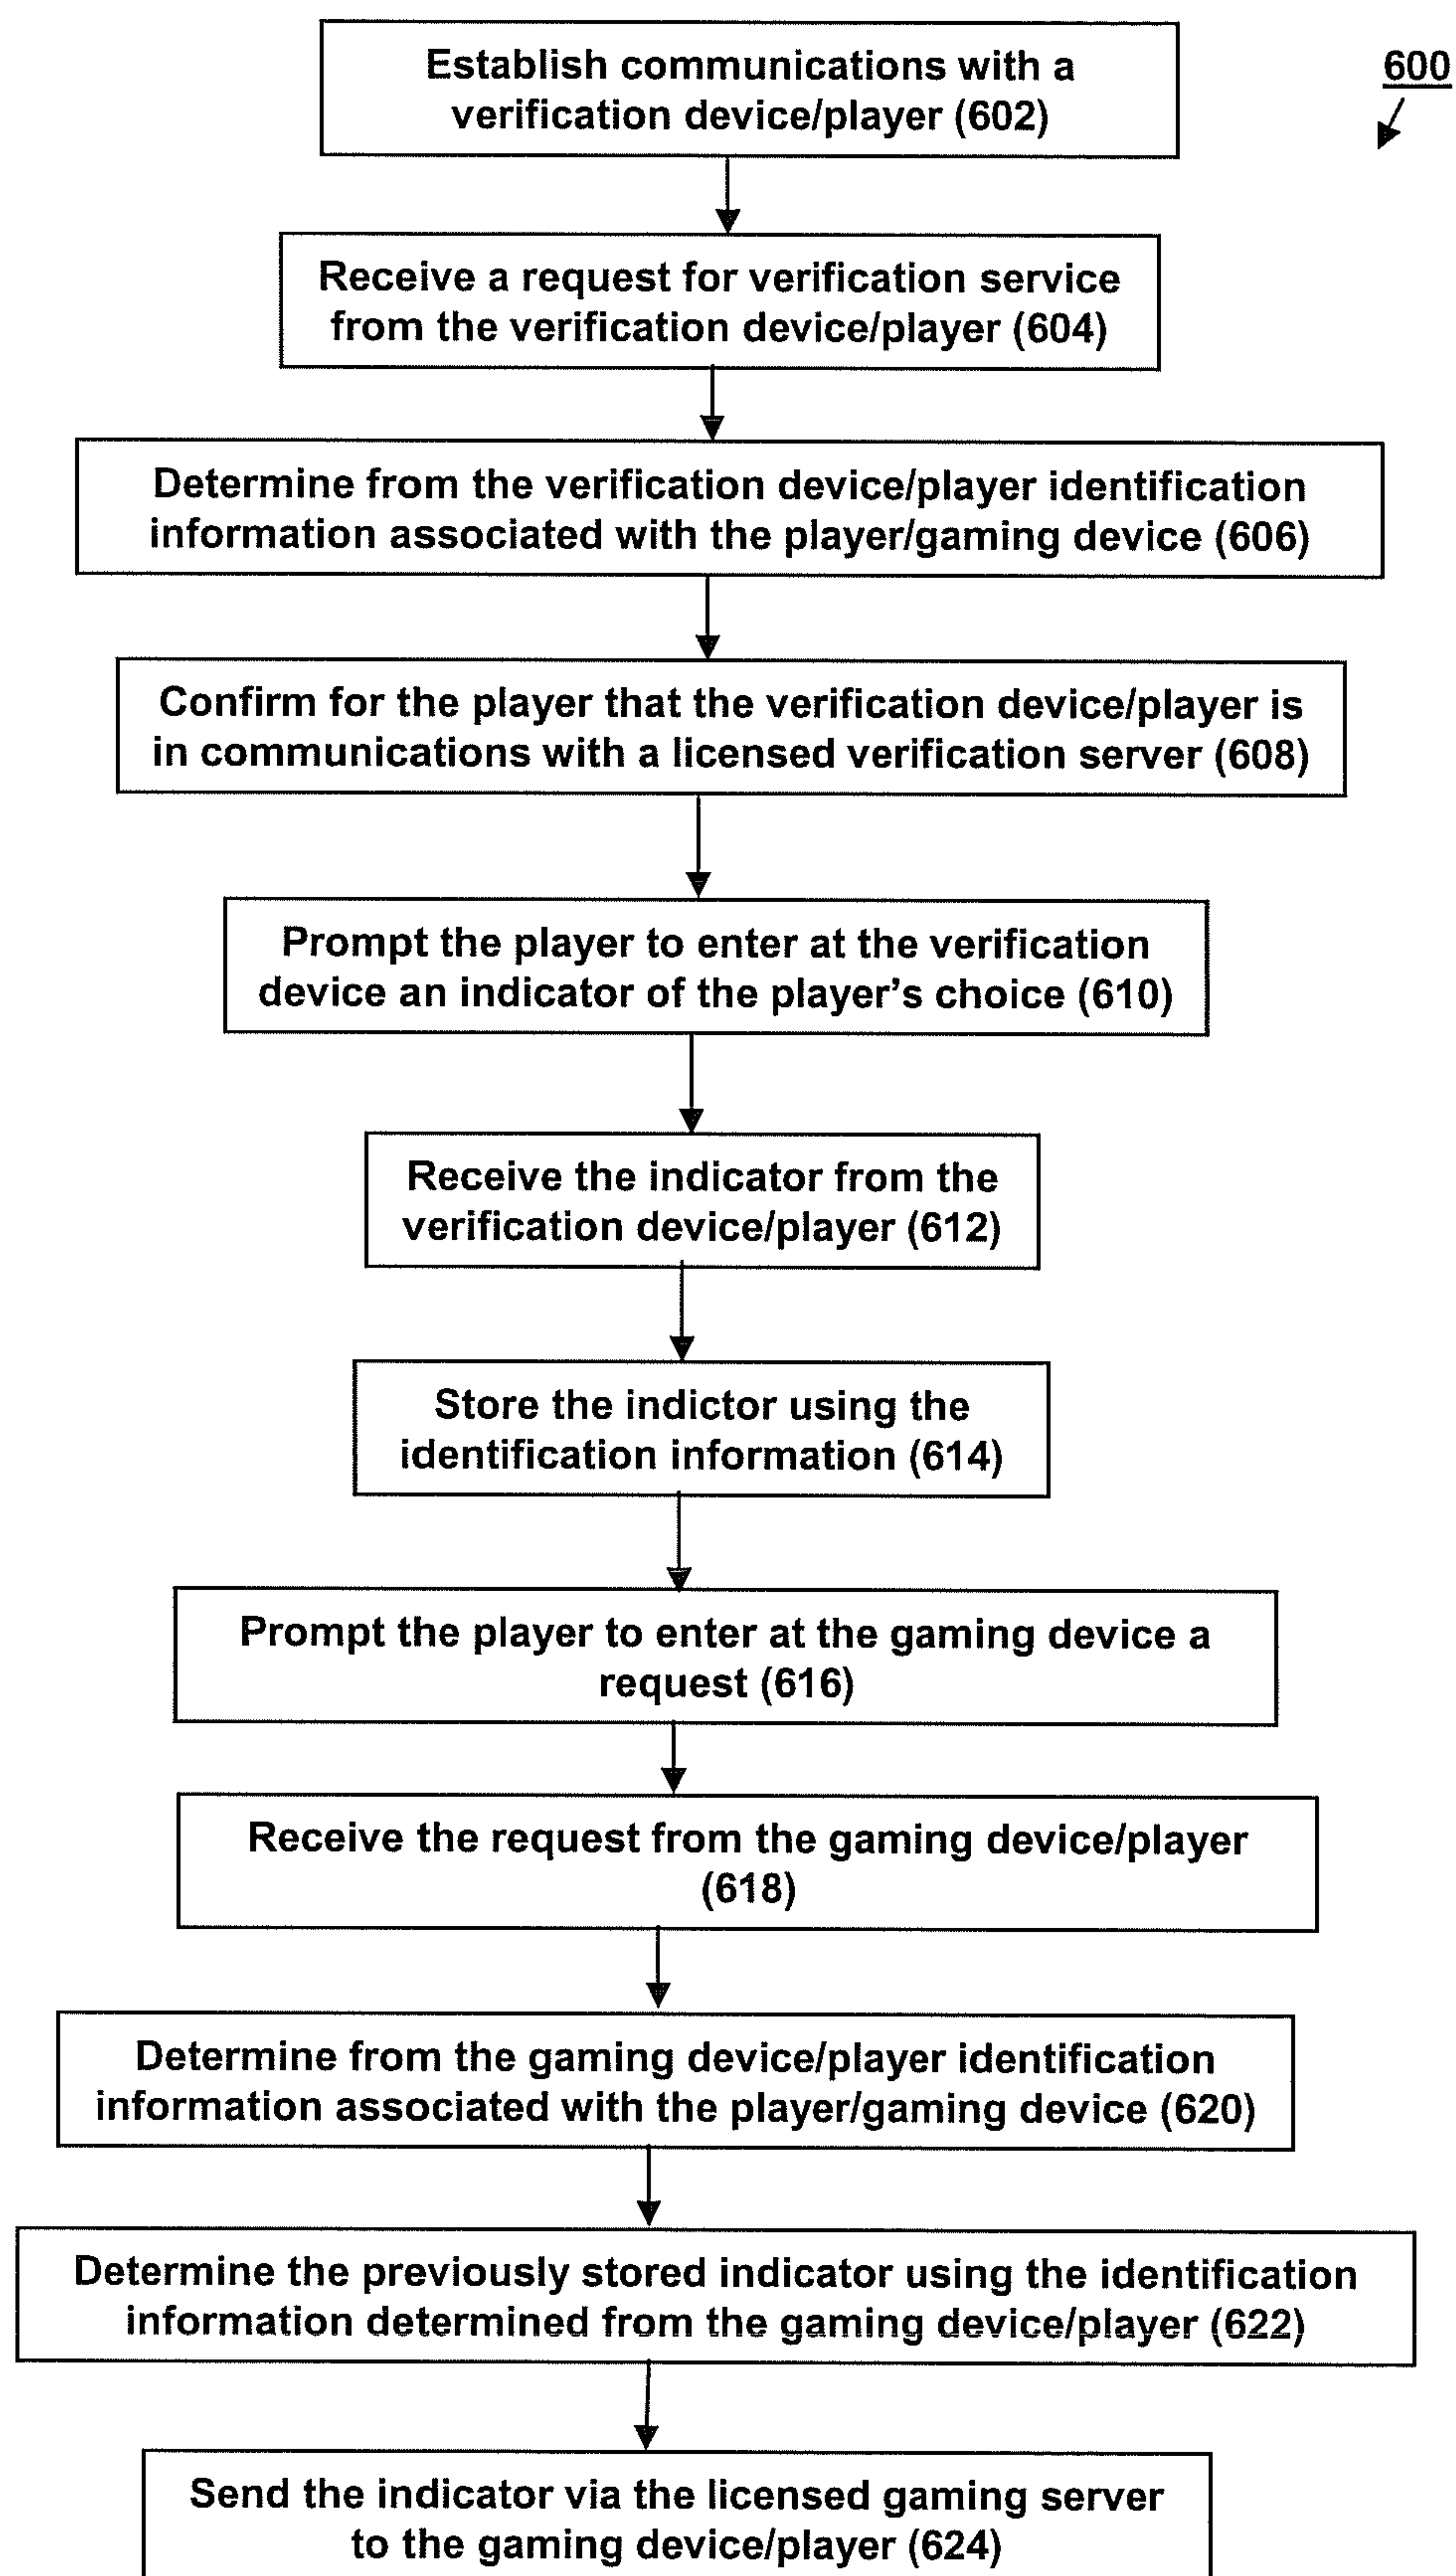 Establish communications with a
verification device/player (602)
600
Receive a request for verification service
from the verification device/player (604)
Determine from the verification device/player identification
information associated with the player/gaming device (606)
Confirm for the player that the verification device/player is
in communications with a licensed verification server (608)
Prompt the player to enter at the verification
device an indicator of the player’s choice (610)
Receive the indicator from the
verification device/player (612)
Store the indictor using the
identification information (614)
Prompt the player to enter at the gaming device a
request (616)
Receive the request from the gaming device/player
(618)
Determine from the gaming device/player identification
information associated with the player/gaming device (620)
Determine the previously stored indicator using the identification
information determined from the gaming device/player (622)
Send the indicator via the licensed gaming server
to the gaming device/player (624)